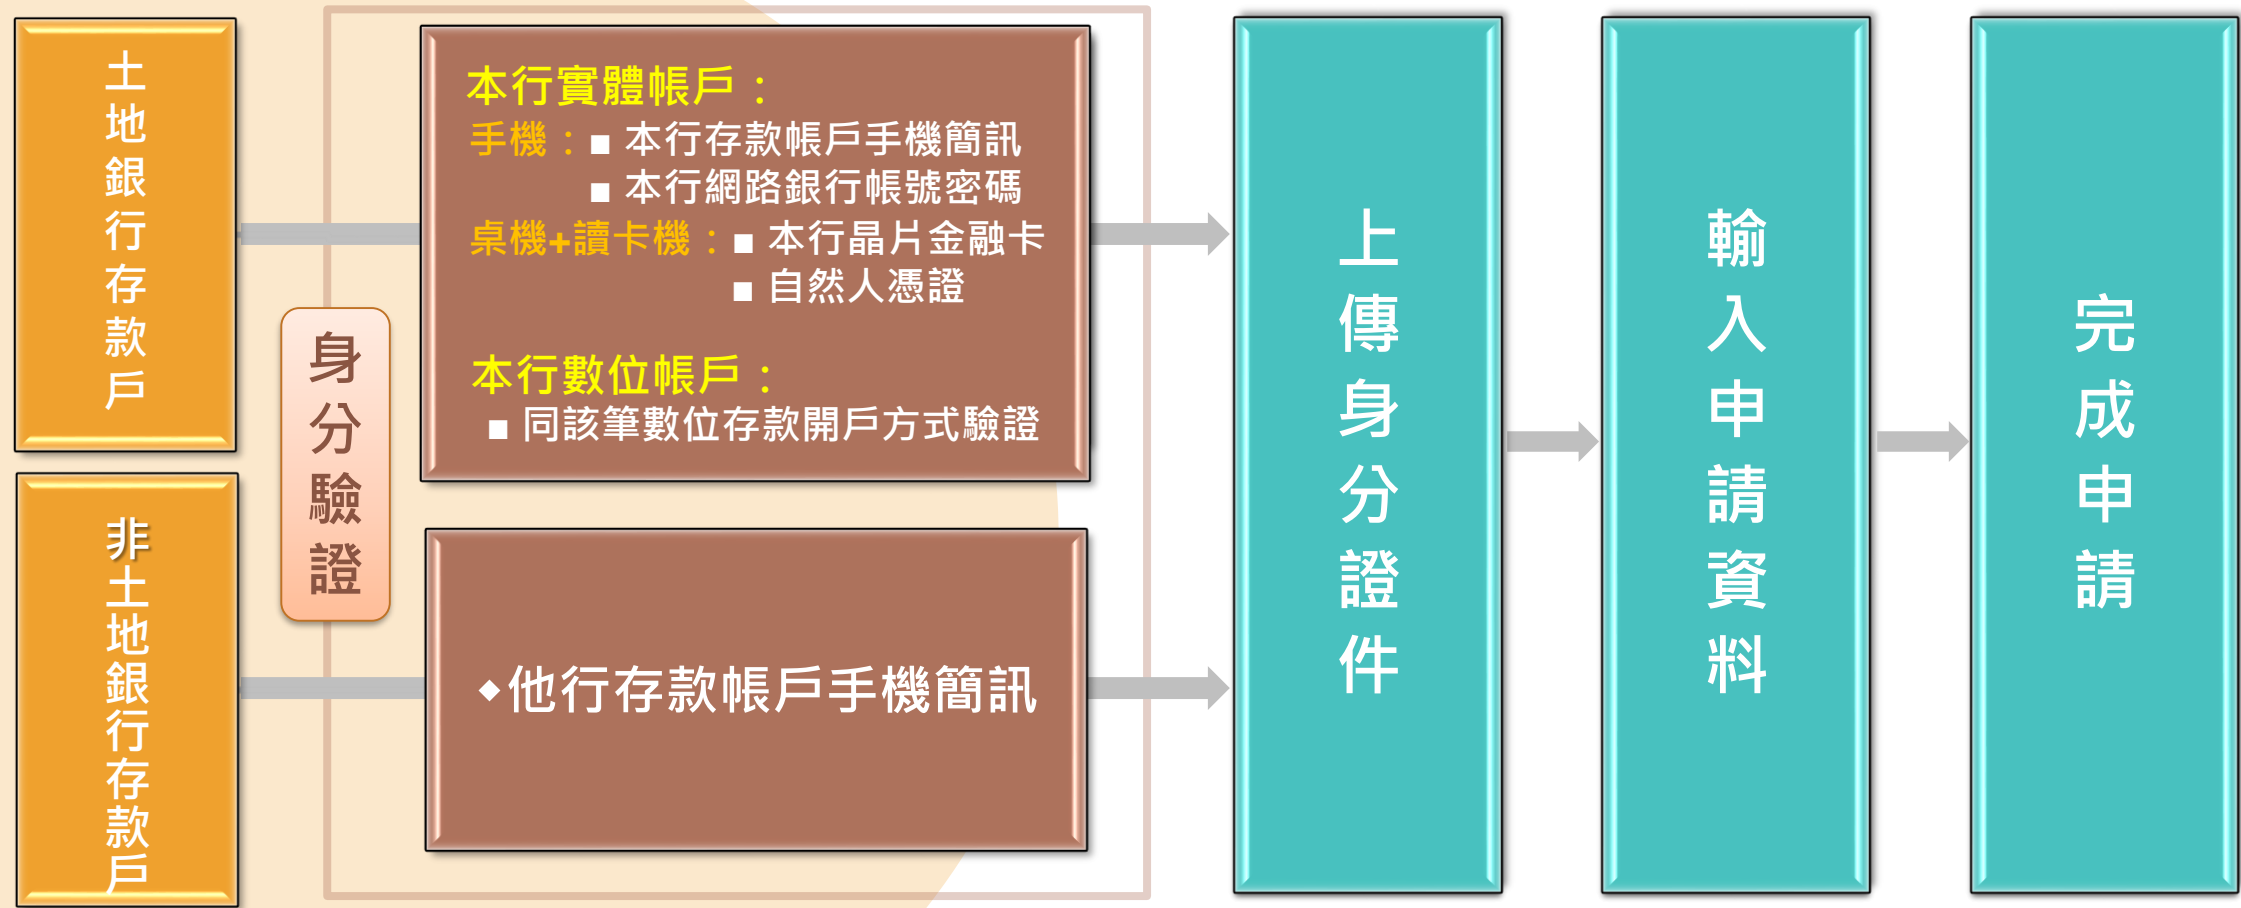 土地銀行存款戶
非土地銀行存款戶
身分驗證
本行實體帳戶：
手機：■ 本行存款帳戶手機簡訊
■ 本行網路銀行帳號密碼
桌機+讀卡機：■ 本行晶片金融卡
■ 自然人憑證
本行數位帳戶：
■ 同該筆數位存款開戶方式驗證
◆他行存款帳戶手機簡訊
上傳身分證件
輸入申請資料
完成申請